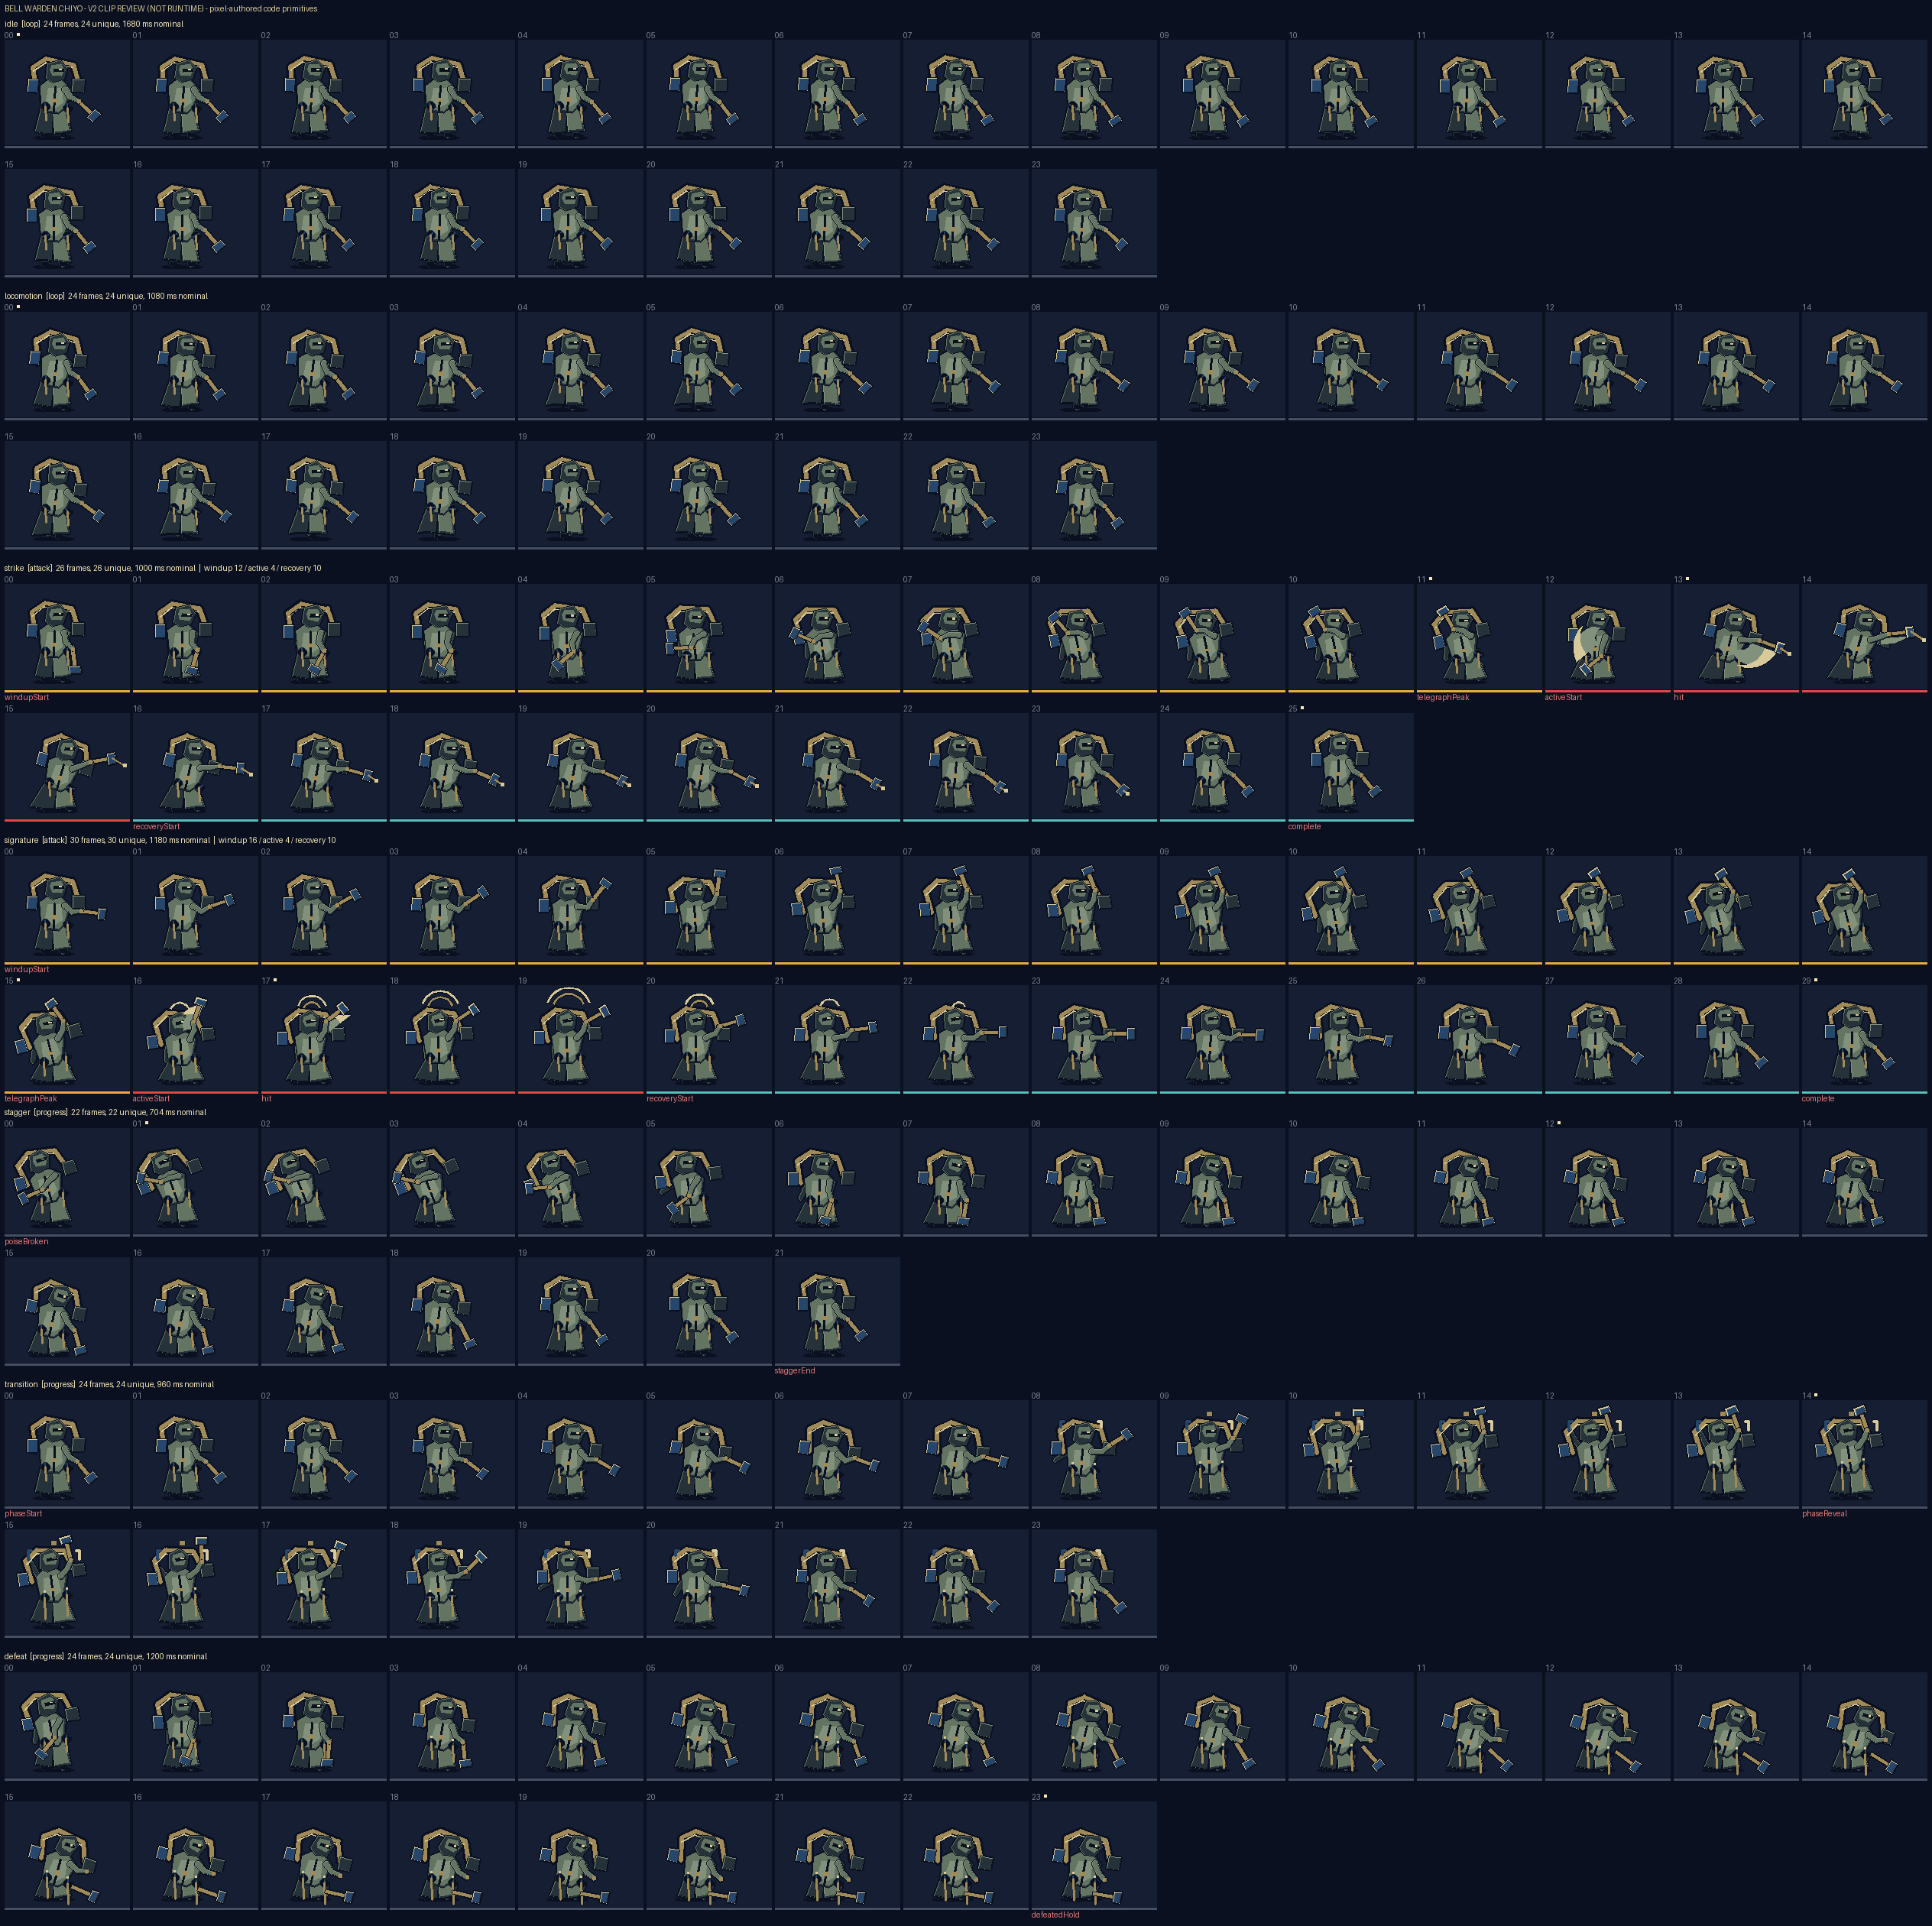 BELL WARDEN CHIYO - V2 CLIP REVIEW (NOT RUNTIME) - pixel-authored code primitives
idle [loop] 24 frames, 24 unique, 1680 ms nominal
00 01 02 03 04 05 06 07 08 09 10 11 12 13 14
15 16 17 18 19 20 21 22 23
locomotion [loop] 24 frames, 24 unique, 1080 ms nominal
00 01 02 03 04 05 06 07 08 09 10 11 12 13 14
15 16 17 18 19 20 21 22 23
strike [attack] 26 frames, 26 unique, 1000 ms nominal | windup 12 / active 4 / recovery 10
00 01 02 03 04 05 06 07 08 09 10 11 12 13 14
windupStart telegraphPeak activeStart hit
15 16 17 18 19 20 21 22 23 24 25
recoveryStart complete
signature [attack] 30 frames, 30 unique, 1180 ms nominal | windup 16 / active 4 / recovery 10
00 01 02 03 04 05 06 07 08 09 10 11 12 13 14
windupStart
15 16 17 18 19 20 21 22 23 24 25 26 27 28 29
telegraphPeak activeStart hit recoveryStart complete
stagger [progress] 22 frames, 22 unique, 704 ms nominal
00 01 02 03 04 05 06 07 08 09 10 11 12 13 14
poiseBroken
15 16 17 18 19 20 21
staggerEnd
transition [progress] 24 frames, 24 unique, 960 ms nominal
00 01 02 03 04 05 06 07 08 09 10 11 12 13 14
phaseStart phaseReveal
15 16 17 18 19 20 21 22 23
defeat [progress] 24 frames, 24 unique, 1200 ms nominal
00 01 02 03 04 05 06 07 08 09 10 11 12 13 14
15 16 17 18 19 20 21 22 23
defeatedHold